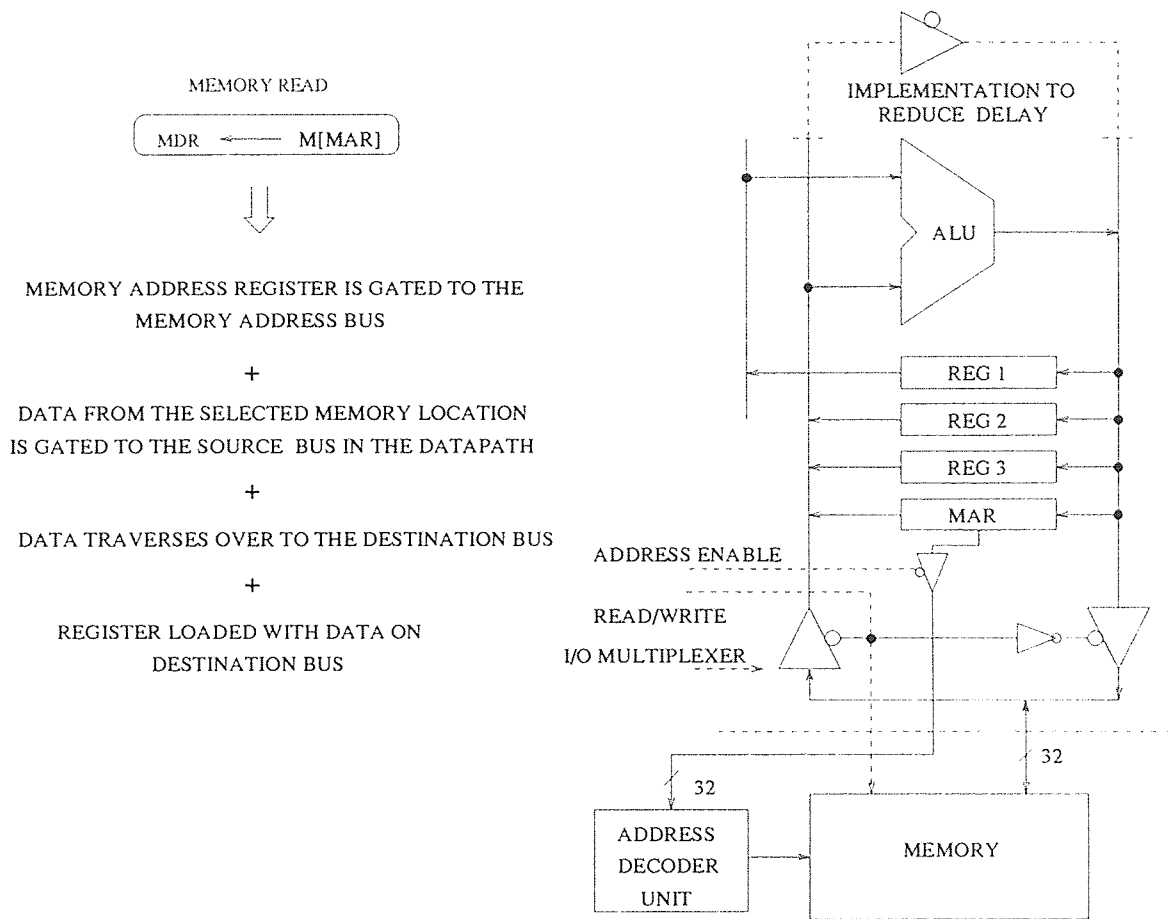 MEMORY READ
MDR M[MAR]
MEMORY ADDRESS REGISTER IS GATED TO THE
MEMORY ADDRESS BUS
+
DATA FROM THE SELECTED MEMORY LOCATION
IS GATED TO THE SOURCE BUS IN THE DATAPATH
+
DATA TRAVERSES OVER TO THE DESTINATION BUS
+
REGISTER LOADED WITH DATA ON
DESTINATION BUS
IMPLEMENTATION TO
REDUCE DELAY
ALU
REG 1
REG 2
REG 3
MAR
ADDRESS ENABLE
READ/WRITE
I/O MULTIPLEXER
32
32
ADDRESS
DECODER
UNIT
MEMORY